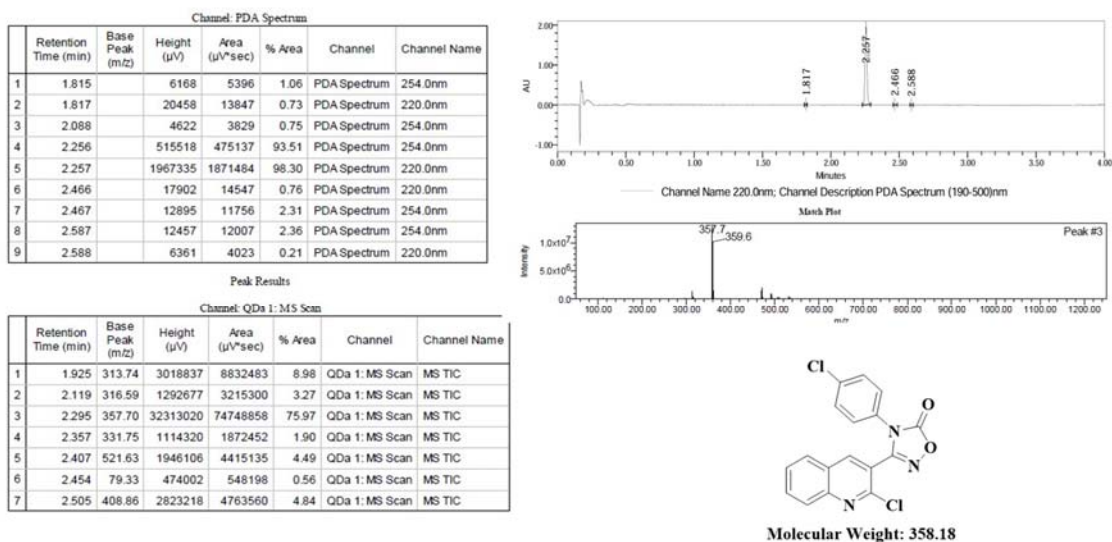 Channel: PDA Spectrum
Retention Time (min) Base Peak (m/z) Height (µV) Area (µV*sec) % Area Channel Channel Name
1 1.815 6168 5396 1.06 PDA Spectrum 254.0nm
2 1.817 20458 13847 0.73 PDA Spectrum 220.0nm
3 2.088 4622 3829 0.75 PDA Spectrum 254.0nm
4 2.256 515518 475137 93.51 PDA Spectrum 254.0nm
5 2.257 1967335 1871484 98.30 PDA Spectrum 220.0nm
6 2.466 17902 14547 0.76 PDA Spectrum 220.0nm
7 2.467 12895 11756 2.31 PDA Spectrum 254.0nm
8 2.587 12457 12007 2.36 PDA Spectrum 254.0nm
9 2.588 6361 4023 0.21 PDA Spectrum 220.0nm
Peak Results
Channel: QDa 1: MS Scan
Retention Time (min) Base Peak (m/z) Height (µV) Area (µV*sec) % Area Channel Channel Name
1 1.925 313.74 3018837 8832483 8.98 QDa 1: MS Scan MS TIC
2 2.119 316.59 1292677 3215300 3.27 QDa 1: MS Scan MS TIC
3 2.295 357.70 32313020 74748858 75.97 QDa 1: MS Scan MS TIC
4 2.357 331.75 1114320 1872452 1.90 QDa 1: MS Scan MS TIC
5 2.407 521.63 1946106 4415135 4.49 QDa 1: MS Scan MS TIC
6 2.454 79.33 474002 548198 0.56 QDa 1: MS Scan MS TIC
7 2.505 408.86 2823218 4763560 4.84 QDa 1: MS Scan MS TIC
AU
2.00
1.00
0.00
-1.00
1.817
2.257
2.466
2.588
0.00 0.50 1.00 1.50 2.00 2.50 3.00 3.50 4.00
Minutes
Channel Name 220.0nm; Channel Description PDA Spectrum (190-500)nm
Match Plot
Intensity
1.0x10⁷
5.0x10⁶
0.0
357.7
359.6
Peak #3
100.00 200.00 300.00 400.00 500.00 600.00 700.00 800.00 900.00 1000.00 1100.00 1200.00
m/z
Cl
O
N
O
N
N
Cl
Molecular Weight: 358.18